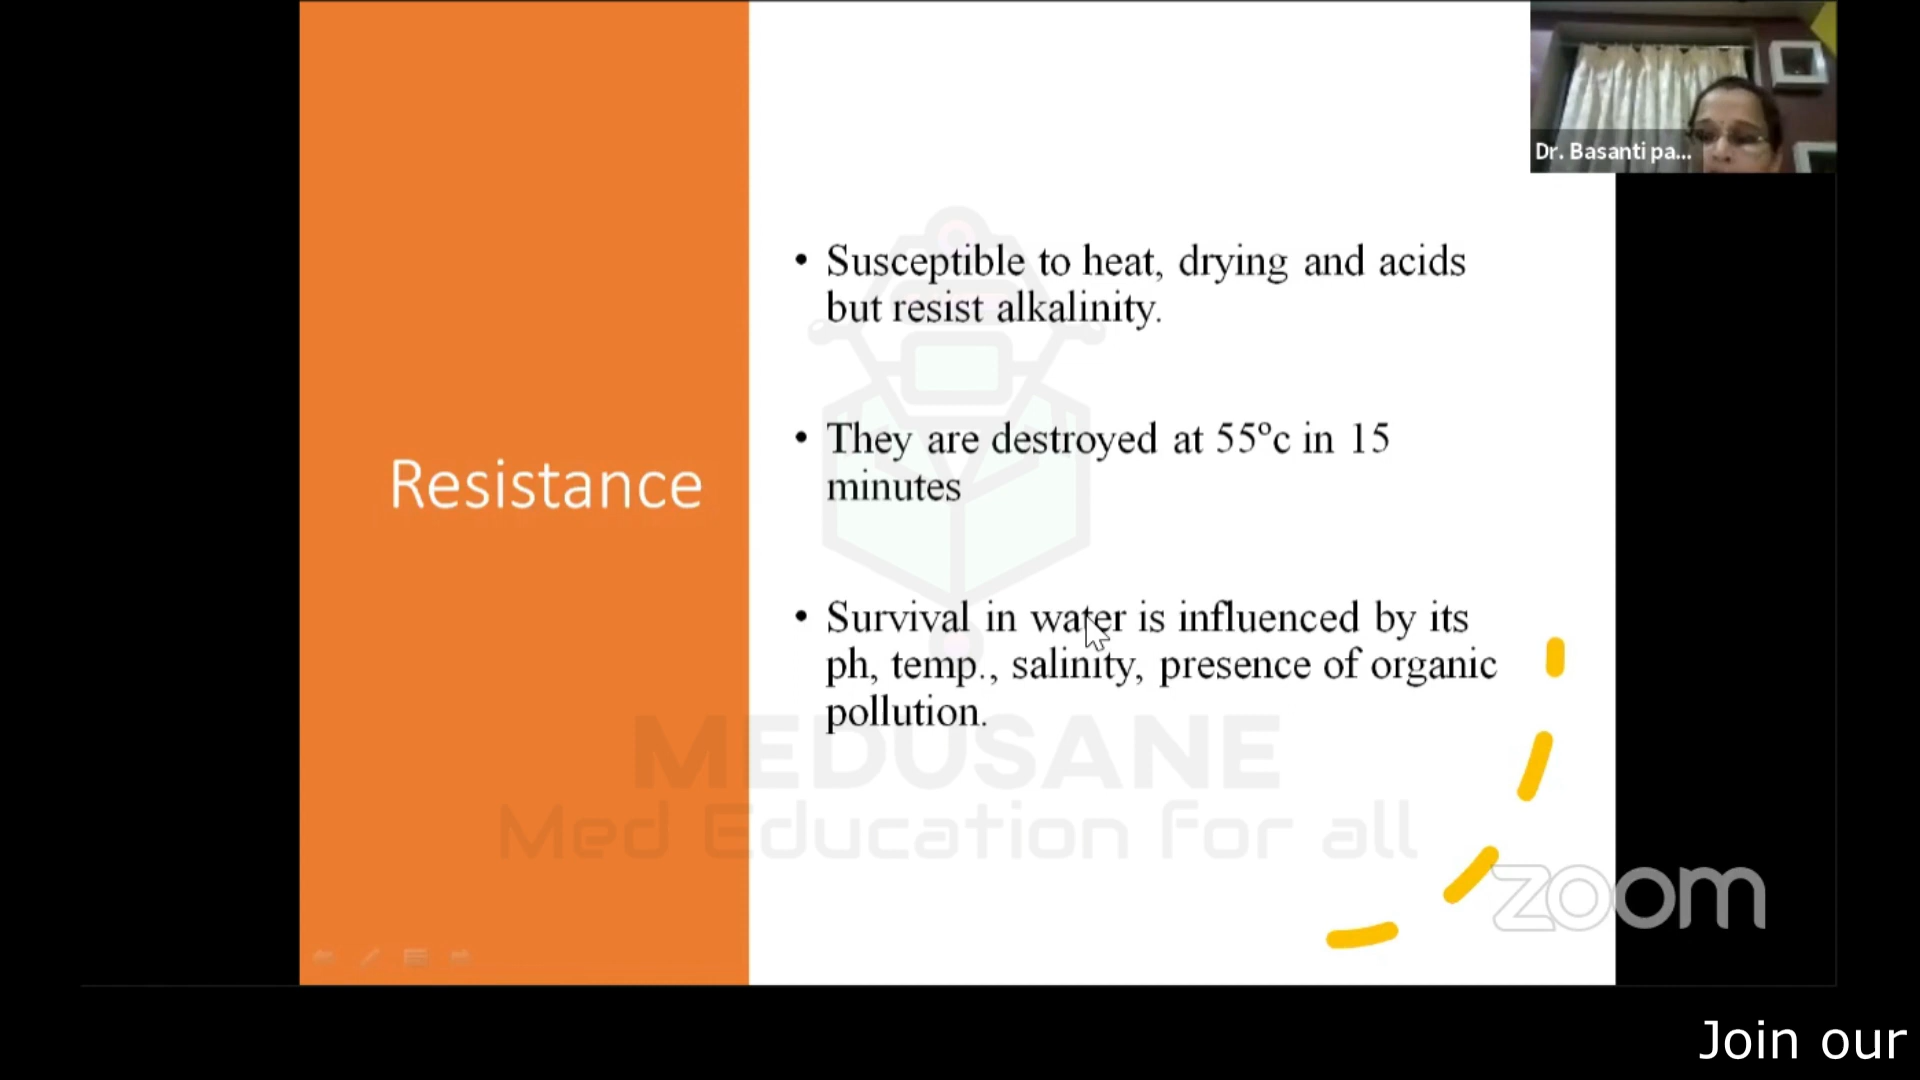 Dr. Basanti pa...
Resistance
• Susceptible to heat, drying and acids
but resist alkalinity.
• They are destroyed at 55ºc in 15
minutes
• Survival in water is influenced by its
ph, temp., salinity, presence of organic
pollution.
MEDUSANE
Med Education for all
zoom
Join our